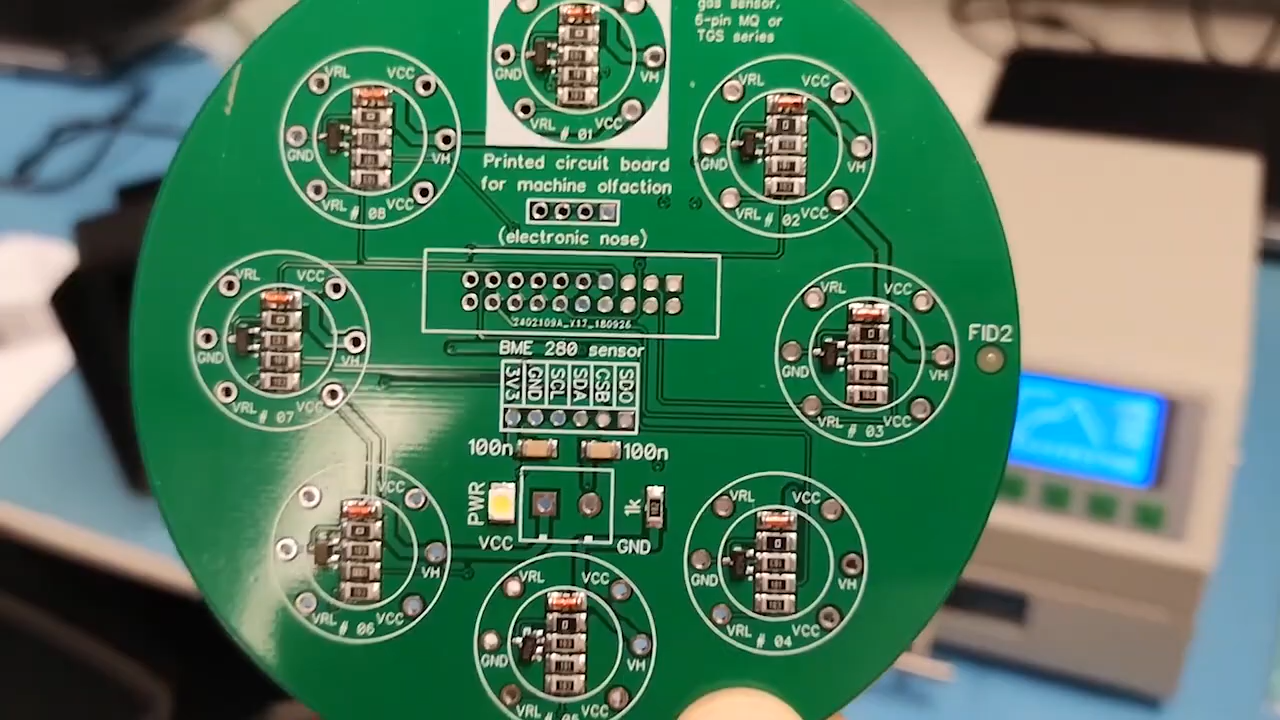 gas sensor,
6-pin MQ or
TGS series
GND
VH
VRL
VCC
# 01
VRL
VCC
GND
VH
VRL
VCC
# 08
VRL
VCC
GND
VH
VRL
VCC
# 02
Printed circuit board
for machine olfaction
(electronic nose)
2402109A_Y17_180926
VRL
VCC
GND
VH
VRL
VCC
# 07
VRL
VCC
GND
VH
VRL
VCC
# 03
FID2
BME 280 sensor
3V3
GND
SCL
SDA
CSB
SDO
100n
100n
PWR
1k
VCC
GND
VCC
VH
# 06
VRL
VCC
GND
VH
VRL
VCC
# 04
VRL
VCC
GND
VH
VRL
VCC
# 05